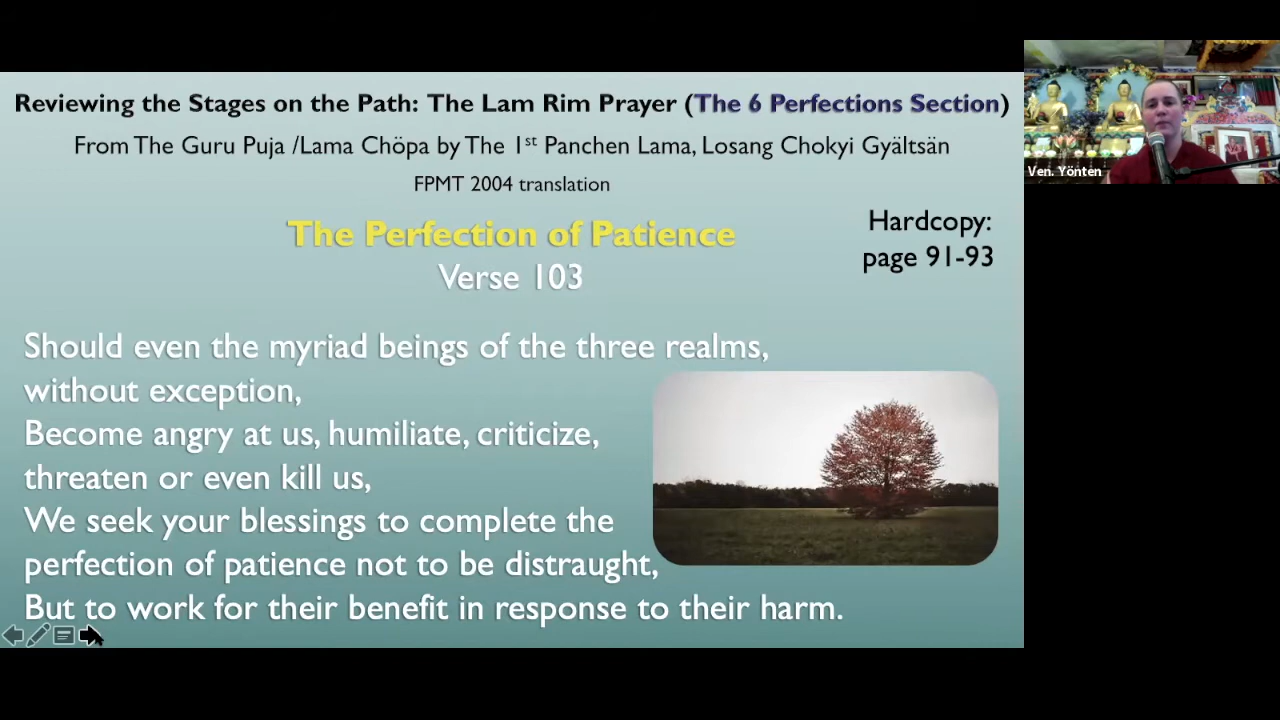 Reviewing the Stages on the Path: The Lam Rim Prayer (The 6 Perfections Section)
From The Guru Puja /Lama Chöpa by The 1st Panchen Lama, Losang Chokyi Gyältsän
FPMT 2004 translation
The Perfection of Patience
Verse 103
Hardcopy:
page 91-93
Should even the myriad beings of the three realms,
without exception,
Become angry at us, humiliate, criticize,
threaten or even kill us,
We seek your blessings to complete the
perfection of patience not to be distraught,
But to work for their benefit in response to their harm.
Ven. Yönten